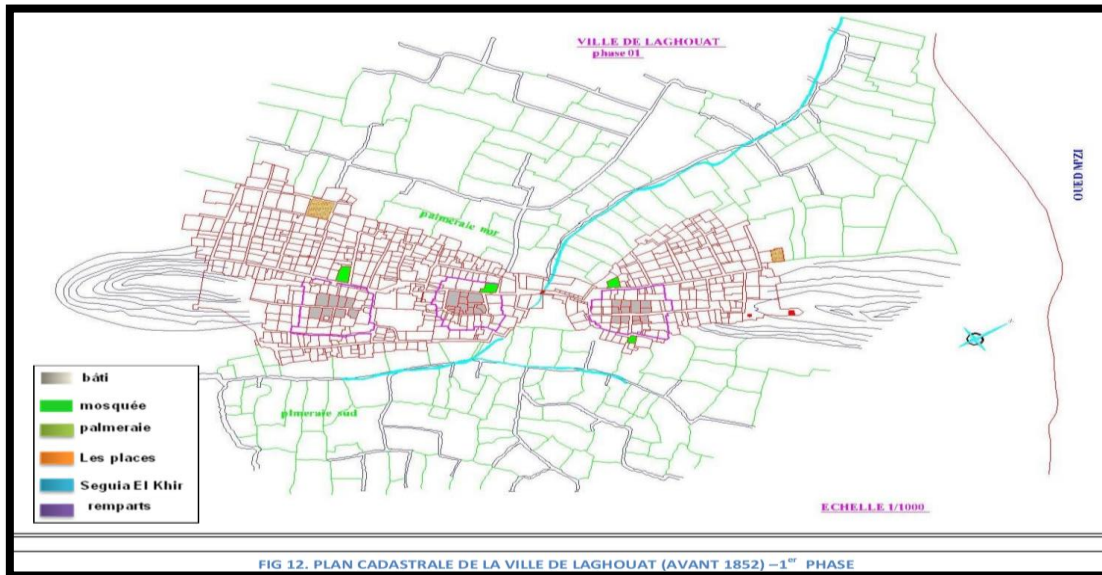 VILLE DE LAGHOUAT
phase 01
OUED M'ZI
palmeraie nur
plmeraie sud
bâti
mosquée
palmeraie
Les places
Seguia El Khir
remparts
ECHELLE 1/1000
FIG 12. PLAN CADASTRALE DE LA VILLE DE LAGHOUAT (AVANT 1852) –1er PHASE